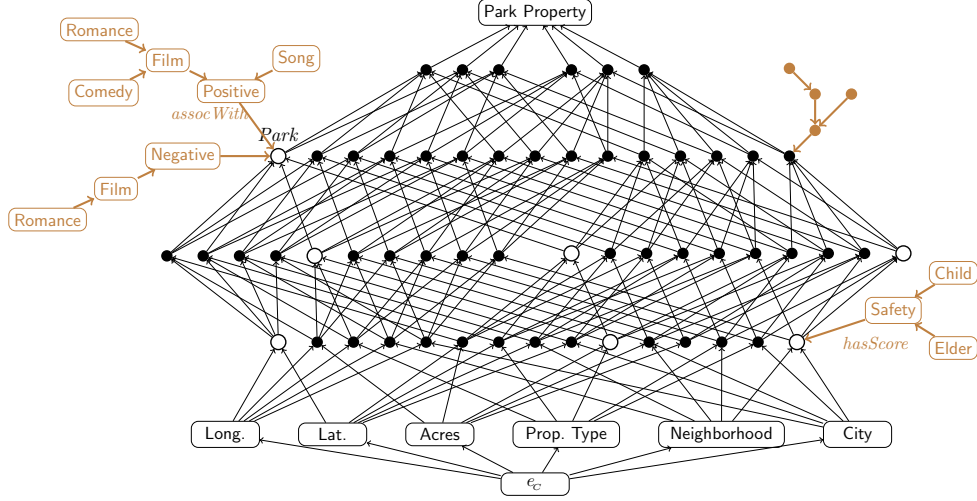 Park Property
Romance
Film
Song
Comedy
Positive
assocWith
Park
Negative
Film
Romance
Child
Safety
hasScore
Elder
Long.
Lat.
Acres
Prop. Type
Neighborhood
City
e_C